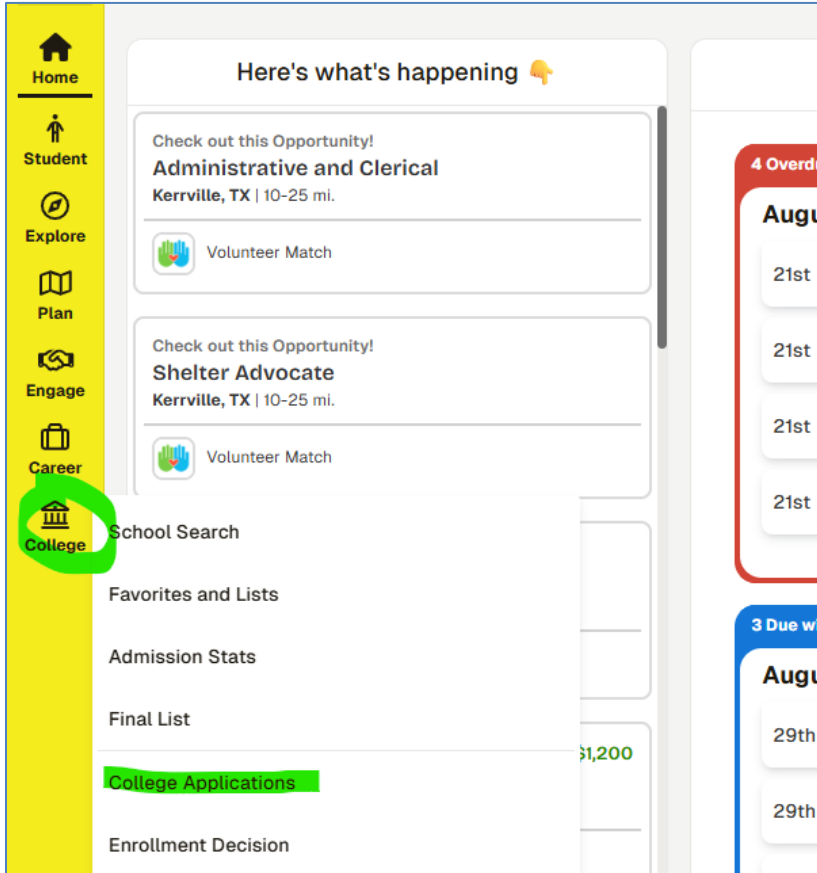 Home
Student
Explore
Plan
Engage
Career
College
Here's what's happening 👇
Check out this Opportunity!
Administrative and Clerical
Kerrville, TX | 10-25 mi.
Volunteer Match
Check out this Opportunity!
Shelter Advocate
Kerrville, TX | 10-25 mi.
Volunteer Match
School Search
Favorites and Lists
Admission Stats
Final List
$1,200
College Applications
Enrollment Decision
4 Overdu
Augu
21st
21st
21st
21st
3 Due w
Augu
29th
29th